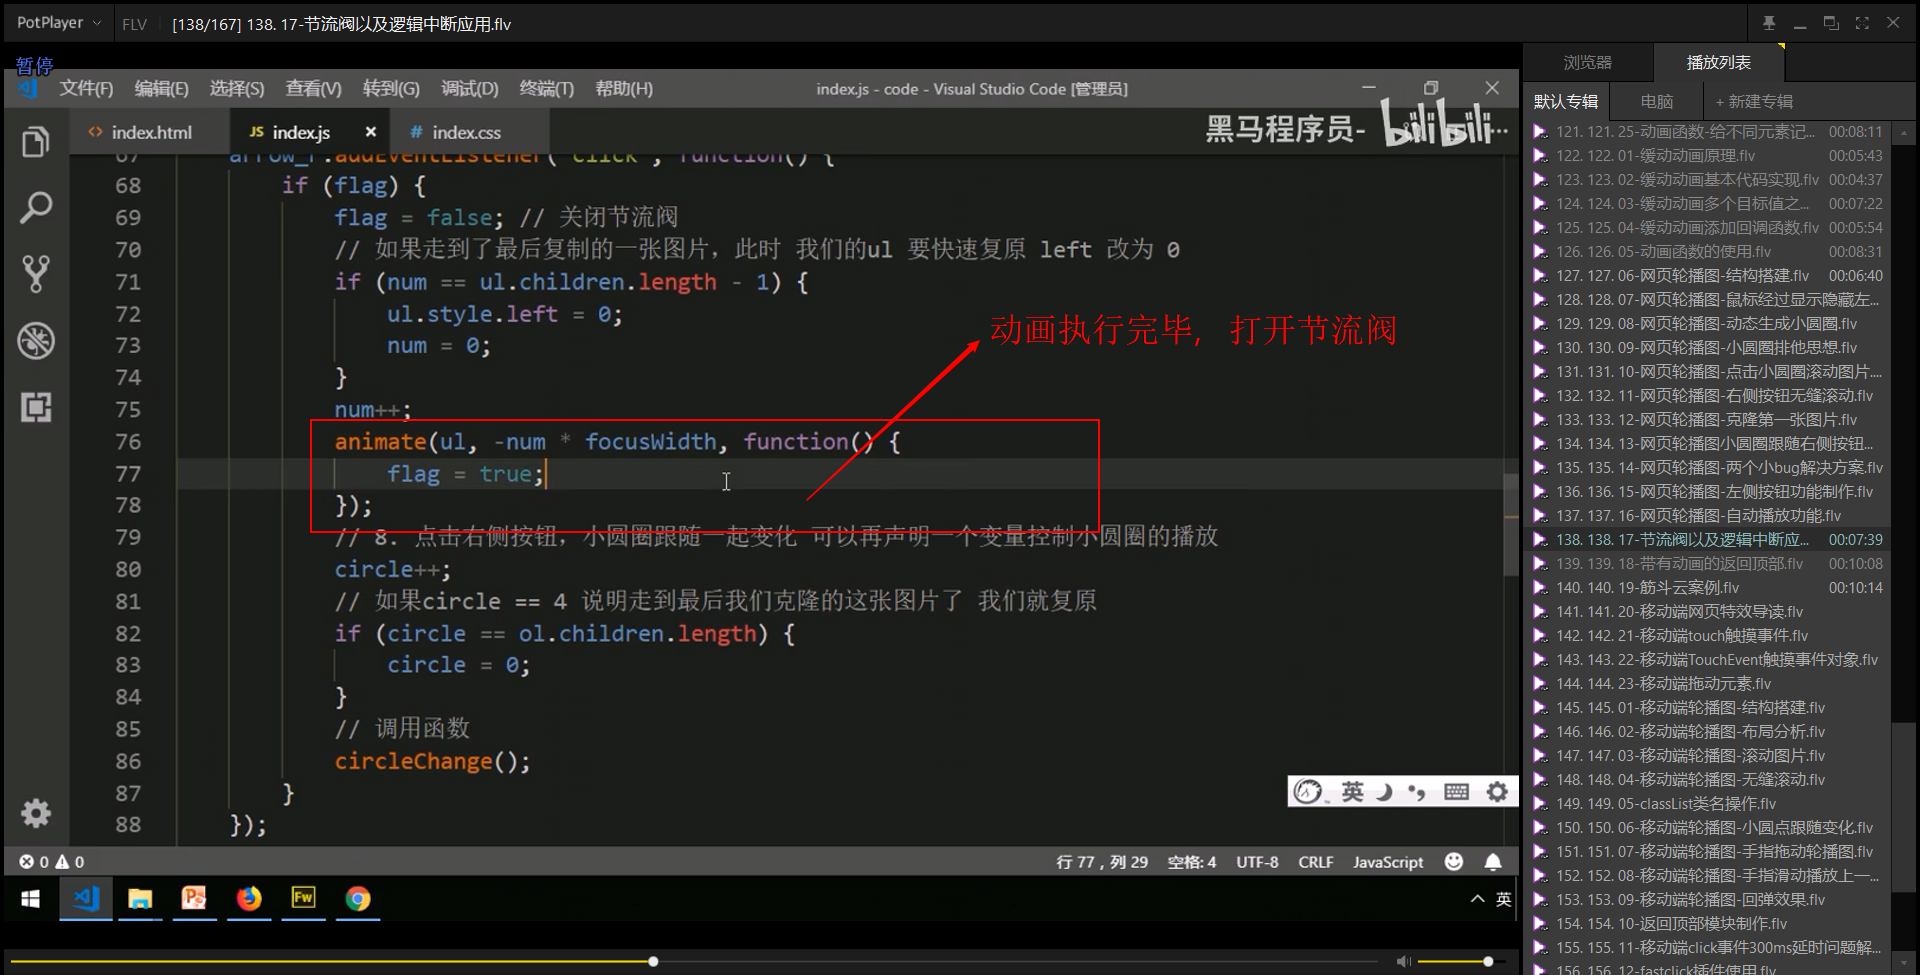 PotPlayer
FLV
[138/167] 138. 17-节流阀以及逻辑中断应用.flv
暂停
文件(F) 编辑(E) 选择(S) 查看(V) 转到(G) 调试(D) 终端(T) 帮助(H)
index.js - code - Visual Studio Code [管理员]
<> index.html
JS index.js ×
# index.css
黑马程序员- bilibili ...
67 arrow_r.addEventListener('click', function() {
68 if (flag) {
69 flag = false; // 关闭节流阀
70 // 如果走到了最后复制的一张图片，此时 我们的ul 要快速复原 left 改为 0
71 if (num == ul.children.length - 1) {
72 ul.style.left = 0;
73 num = 0;
74 }
75 num++;
76 animate(ul, -num * focusWidth, function() {
77 flag = true;
78 });
79 // 8. 点击右侧按钮，小圆圈跟随一起变化 可以再声明一个变量控制小圆圈的播放
80 circle++;
81 // 如果circle == 4 说明走到最后我们克隆的这张图片了 我们就复原
82 if (circle == ol.children.length) {
83 circle = 0;
84 }
85 // 调用函数
86 circleChange();
87 }
88 });
动画执行完毕，打开节流阀
英
0 0
行 77，列 29 空格: 4 UTF-8 CRLF JavaScript
Fw
英
浏览器 播放列表
默认专辑 电脑 + 新建专辑
121. 121. 25-动画函数-给不同元素记... 00:08:11
122. 122. 01-缓动动画原理.flv 00:05:43
123. 123. 02-缓动动画基本代码实现.flv 00:04:37
124. 124. 03-缓动动画多个目标值之... 00:07:22
125. 125. 04-缓动动画添加回调函数.flv 00:05:54
126. 126. 05-动画函数的使用.flv 00:08:31
127. 127. 06-网页轮播图-结构搭建.flv 00:06:40
128. 128. 07-网页轮播图-鼠标经过显示隐藏左...
129. 129. 08-网页轮播图-动态生成小圆圈.flv
130. 130. 09-网页轮播图-小圆圈排他思想.flv
131. 131. 10-网页轮播图-点击小圆圈滚动图片....
132. 132. 11-网页轮播图-右侧按钮无缝滚动.flv
133. 133. 12-网页轮播图-克隆第一张图片.flv
134. 134. 13-网页轮播图小圆圈跟随右侧按钮...
135. 135. 14-网页轮播图-两个小bug解决方案.flv
136. 136. 15-网页轮播图-左侧按钮功能制作.flv
137. 137. 16-网页轮播图-自动播放功能.flv
138. 138. 17-节流阀以及逻辑中断应... 00:07:39
139. 139. 18-带有动画的返回顶部.flv 00:10:08
140. 140. 19-筋斗云案例.flv 00:10:14
141. 141. 20-移动端网页特效导读.flv
142. 142. 21-移动端touch触摸事件.flv
143. 143. 22-移动端TouchEvent触摸事件对象.flv
144. 144. 23-移动端拖动元素.flv
145. 145. 01-移动端轮播图-结构搭建.flv
146. 146. 02-移动端轮播图-布局分析.flv
147. 147. 03-移动端轮播图-滚动图片.flv
148. 148. 04-移动端轮播图-无缝滚动.flv
149. 149. 05-classList类名操作.flv
150. 150. 06-移动端轮播图-小圆点跟随变化.flv
151. 151. 07-移动端轮播图-手指拖动轮播图.flv
152. 152. 08-移动端轮播图-手指滑动播放上一...
153. 153. 09-移动端轮播图-回弹效果.flv
154. 154. 10-返回顶部模块制作.flv
155. 155. 11-移动端click事件300ms延时问题解...
156. 156. 12-fastclick插件使用.flv